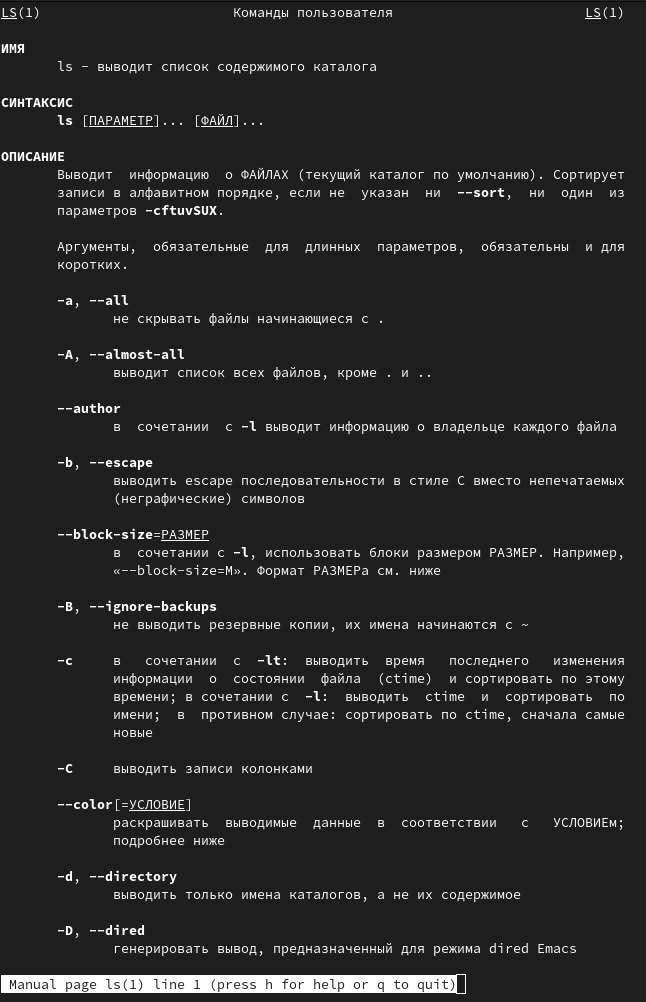 LS(1) Команды пользователя LS(1)
ИМЯ
ls - выводит список содержимого каталога
СИНТАКСИС
ls [ПАРАМЕТР]... [ФАЙЛ]...
ОПИСАНИЕ
Выводит информацию о ФАЙЛАХ (текущий каталог по умолчанию). Сортирует
записи в алфавитном порядке, если не указан ни --sort, ни один из
параметров -cftuvSUX.
Аргументы, обязательные для длинных параметров, обязательны и для
коротких.
-a, --all
не скрывать файлы начинающиеся с .
-A, --almost-all
выводит список всех файлов, кроме . и ..
--author
в сочетании с -l выводит информацию о владельце каждого файла
-b, --escape
выводить escape последовательности в стиле C вместо непечатаемых
(неграфические) символов
--block-size=РАЗМЕР
в сочетании с -l, использовать блоки размером РАЗМЕР. Например,
«--block-size=M». Формат РАЗМЕРа см. ниже
-B, --ignore-backups
не выводить резервные копии, их имена начинаются с ~
-c в сочетании с -lt: выводить время последнего изменения
информации о состоянии файла (ctime) и сортировать по этому
времени; в сочетании с -l: выводить ctime и сортировать по
имени; в противном случае: сортировать по ctime, сначала самые
новые
-C выводить записи колонками
--color[=УСЛОВИЕ]
раскрашивать выводимые данные в соответствии с УСЛОВИЕм;
подробнее ниже
-d, --directory
выводить только имена каталогов, а не их содержимое
-D, --dired
генерировать вывод, предназначенный для режима dired Emacs
Manual page ls(1) line 1 (press h for help or q to quit)